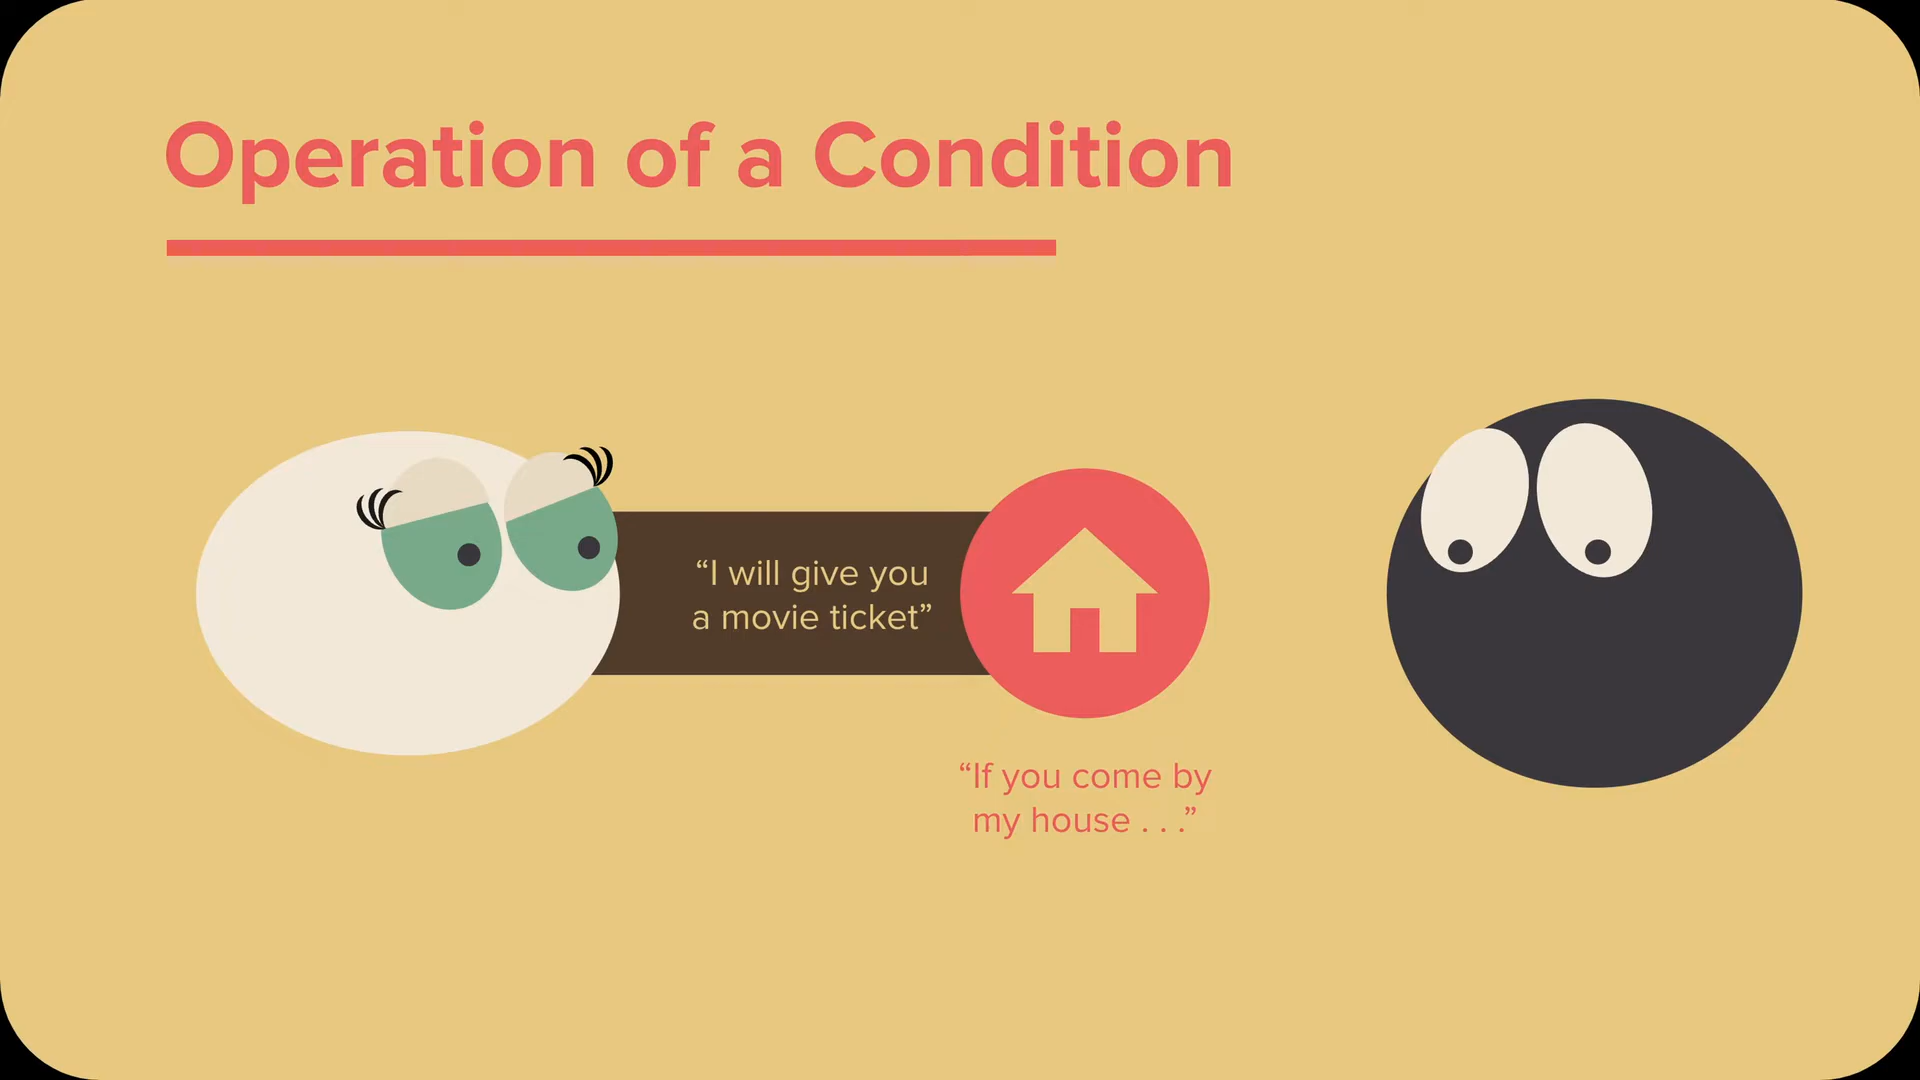 Operation of a Condition
“I will give you
a movie ticket”
“If you come by
my house . . .”